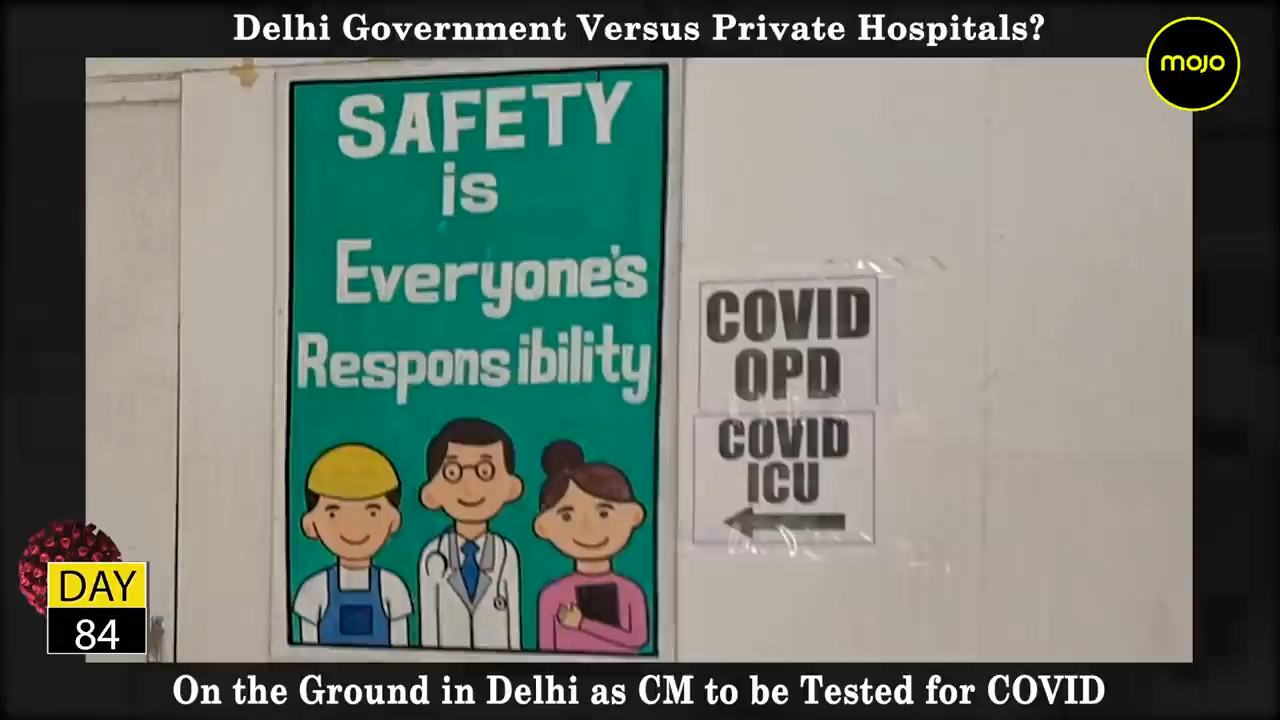 Delhi Government Versus Private Hospitals?
mojo
SAFETY
is
Everyone's
Responsibility
COVID
OPD
COVID
ICU
DAY
84
On the Ground in Delhi as CM to be Tested for COVID